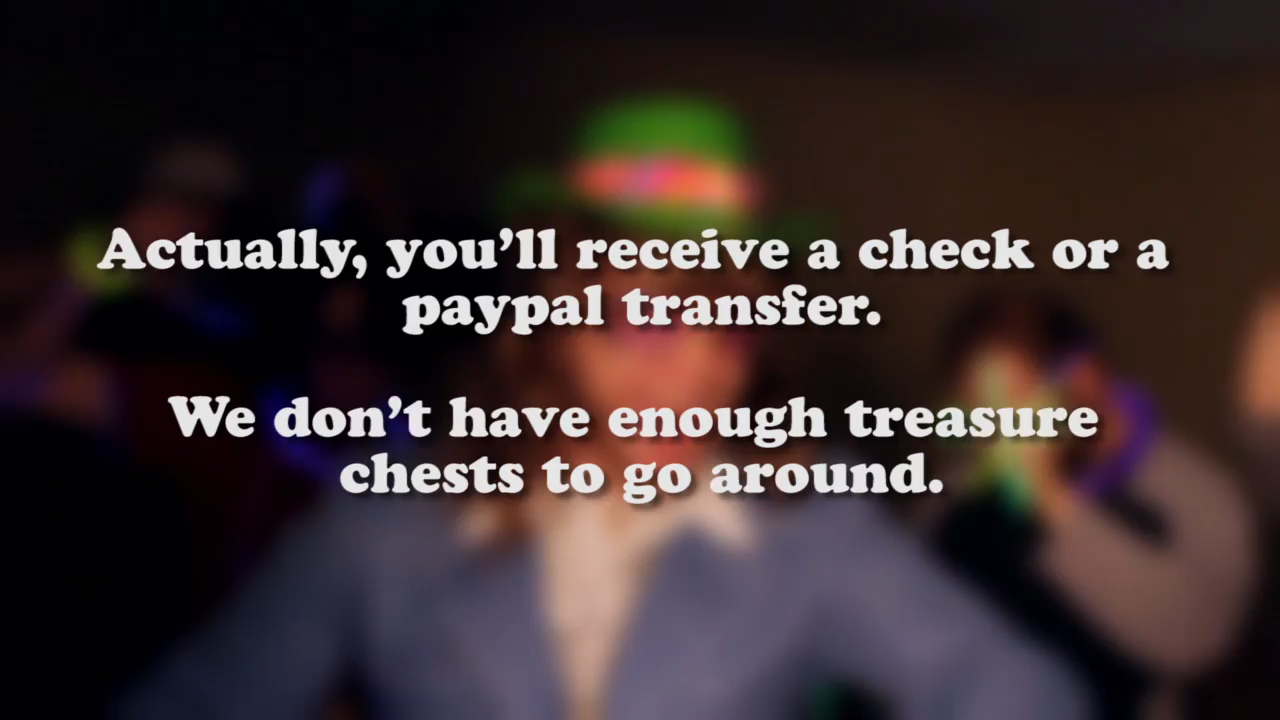 Actually, you’ll receive a check or a
paypal transfer.
We don’t have enough treasure
chests to go around.